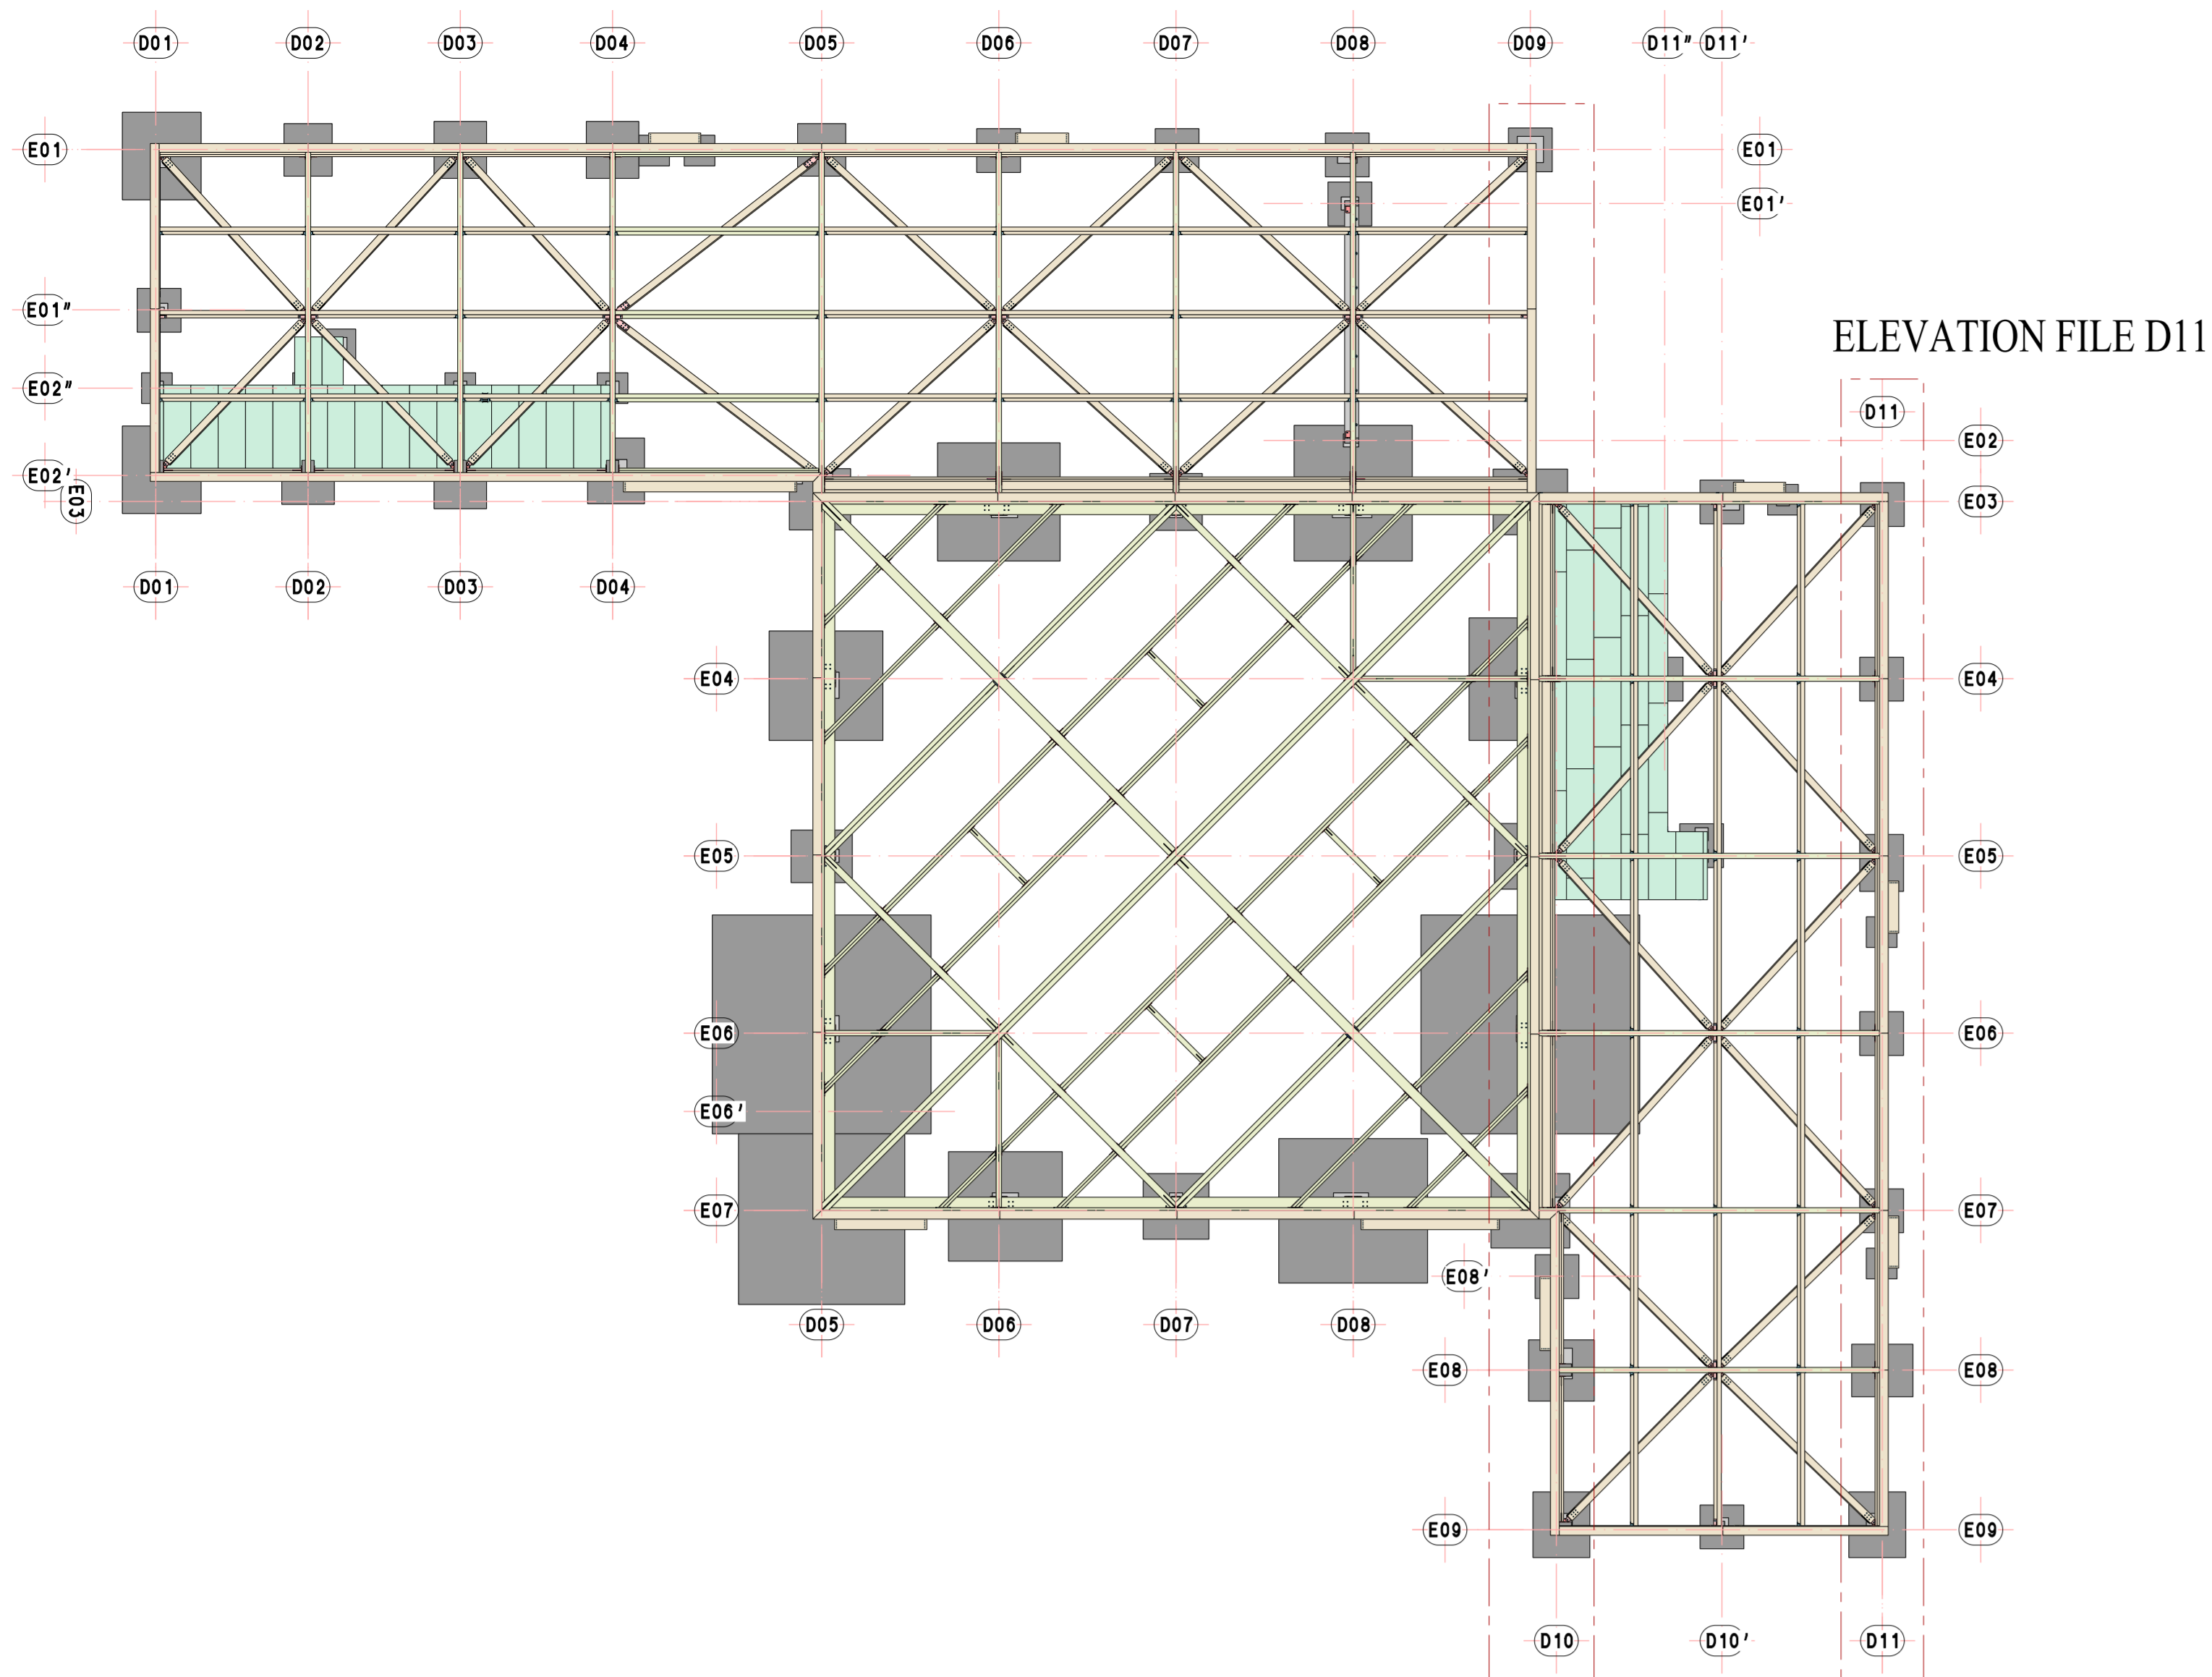 D01 D02 D03 D04 D05 D06 D07 D08 D09 D11" D11'
E01 E01
E01'
E01"
ELEVATION FILE D11
E02"
D11
E02
E02'
E03 E03
D01 D02 D03 D04
E04 E04
E05 E05
E06 E06
E06'
E07 E07
E08'
D05 D06 D07 D08
E08 E08
E09 E09
D10 D10' D11